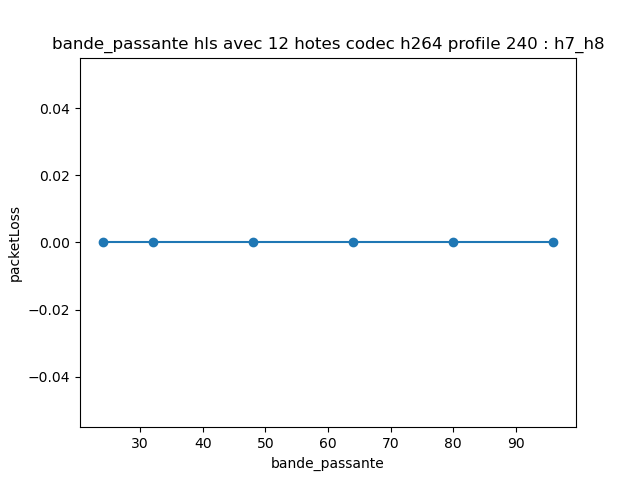 bande_passante hls avec 12 hotes codec h264 profile 240 : h7_h8
0.04
0.02
0.00
−0.02
−0.04
packetLoss
30 40 50 60 70 80 90
bande_passante